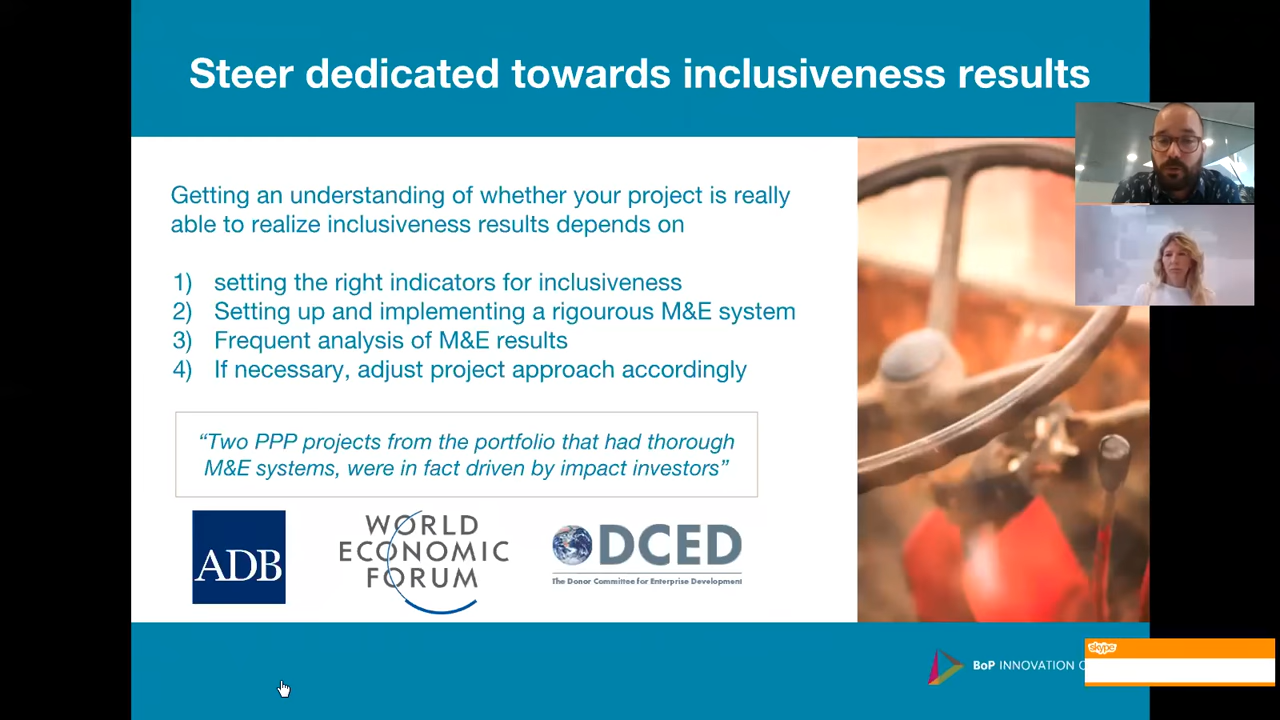 Steer dedicated towards inclusiveness results
Getting an understanding of whether your project is really
able to realize inclusiveness results depends on
1) setting the right indicators for inclusiveness
2) Setting up and implementing a rigourous M&E system
3) Frequent analysis of M&E results
4) If necessary, adjust project approach accordingly
“Two PPP projects from the portfolio that had thorough
M&E systems, were in fact driven by impact investors”
ADB
WORLD
ECONOMIC
FORUM
DCED
The Donor Committee for Enterprise Development
skype
BoP INNOVATION